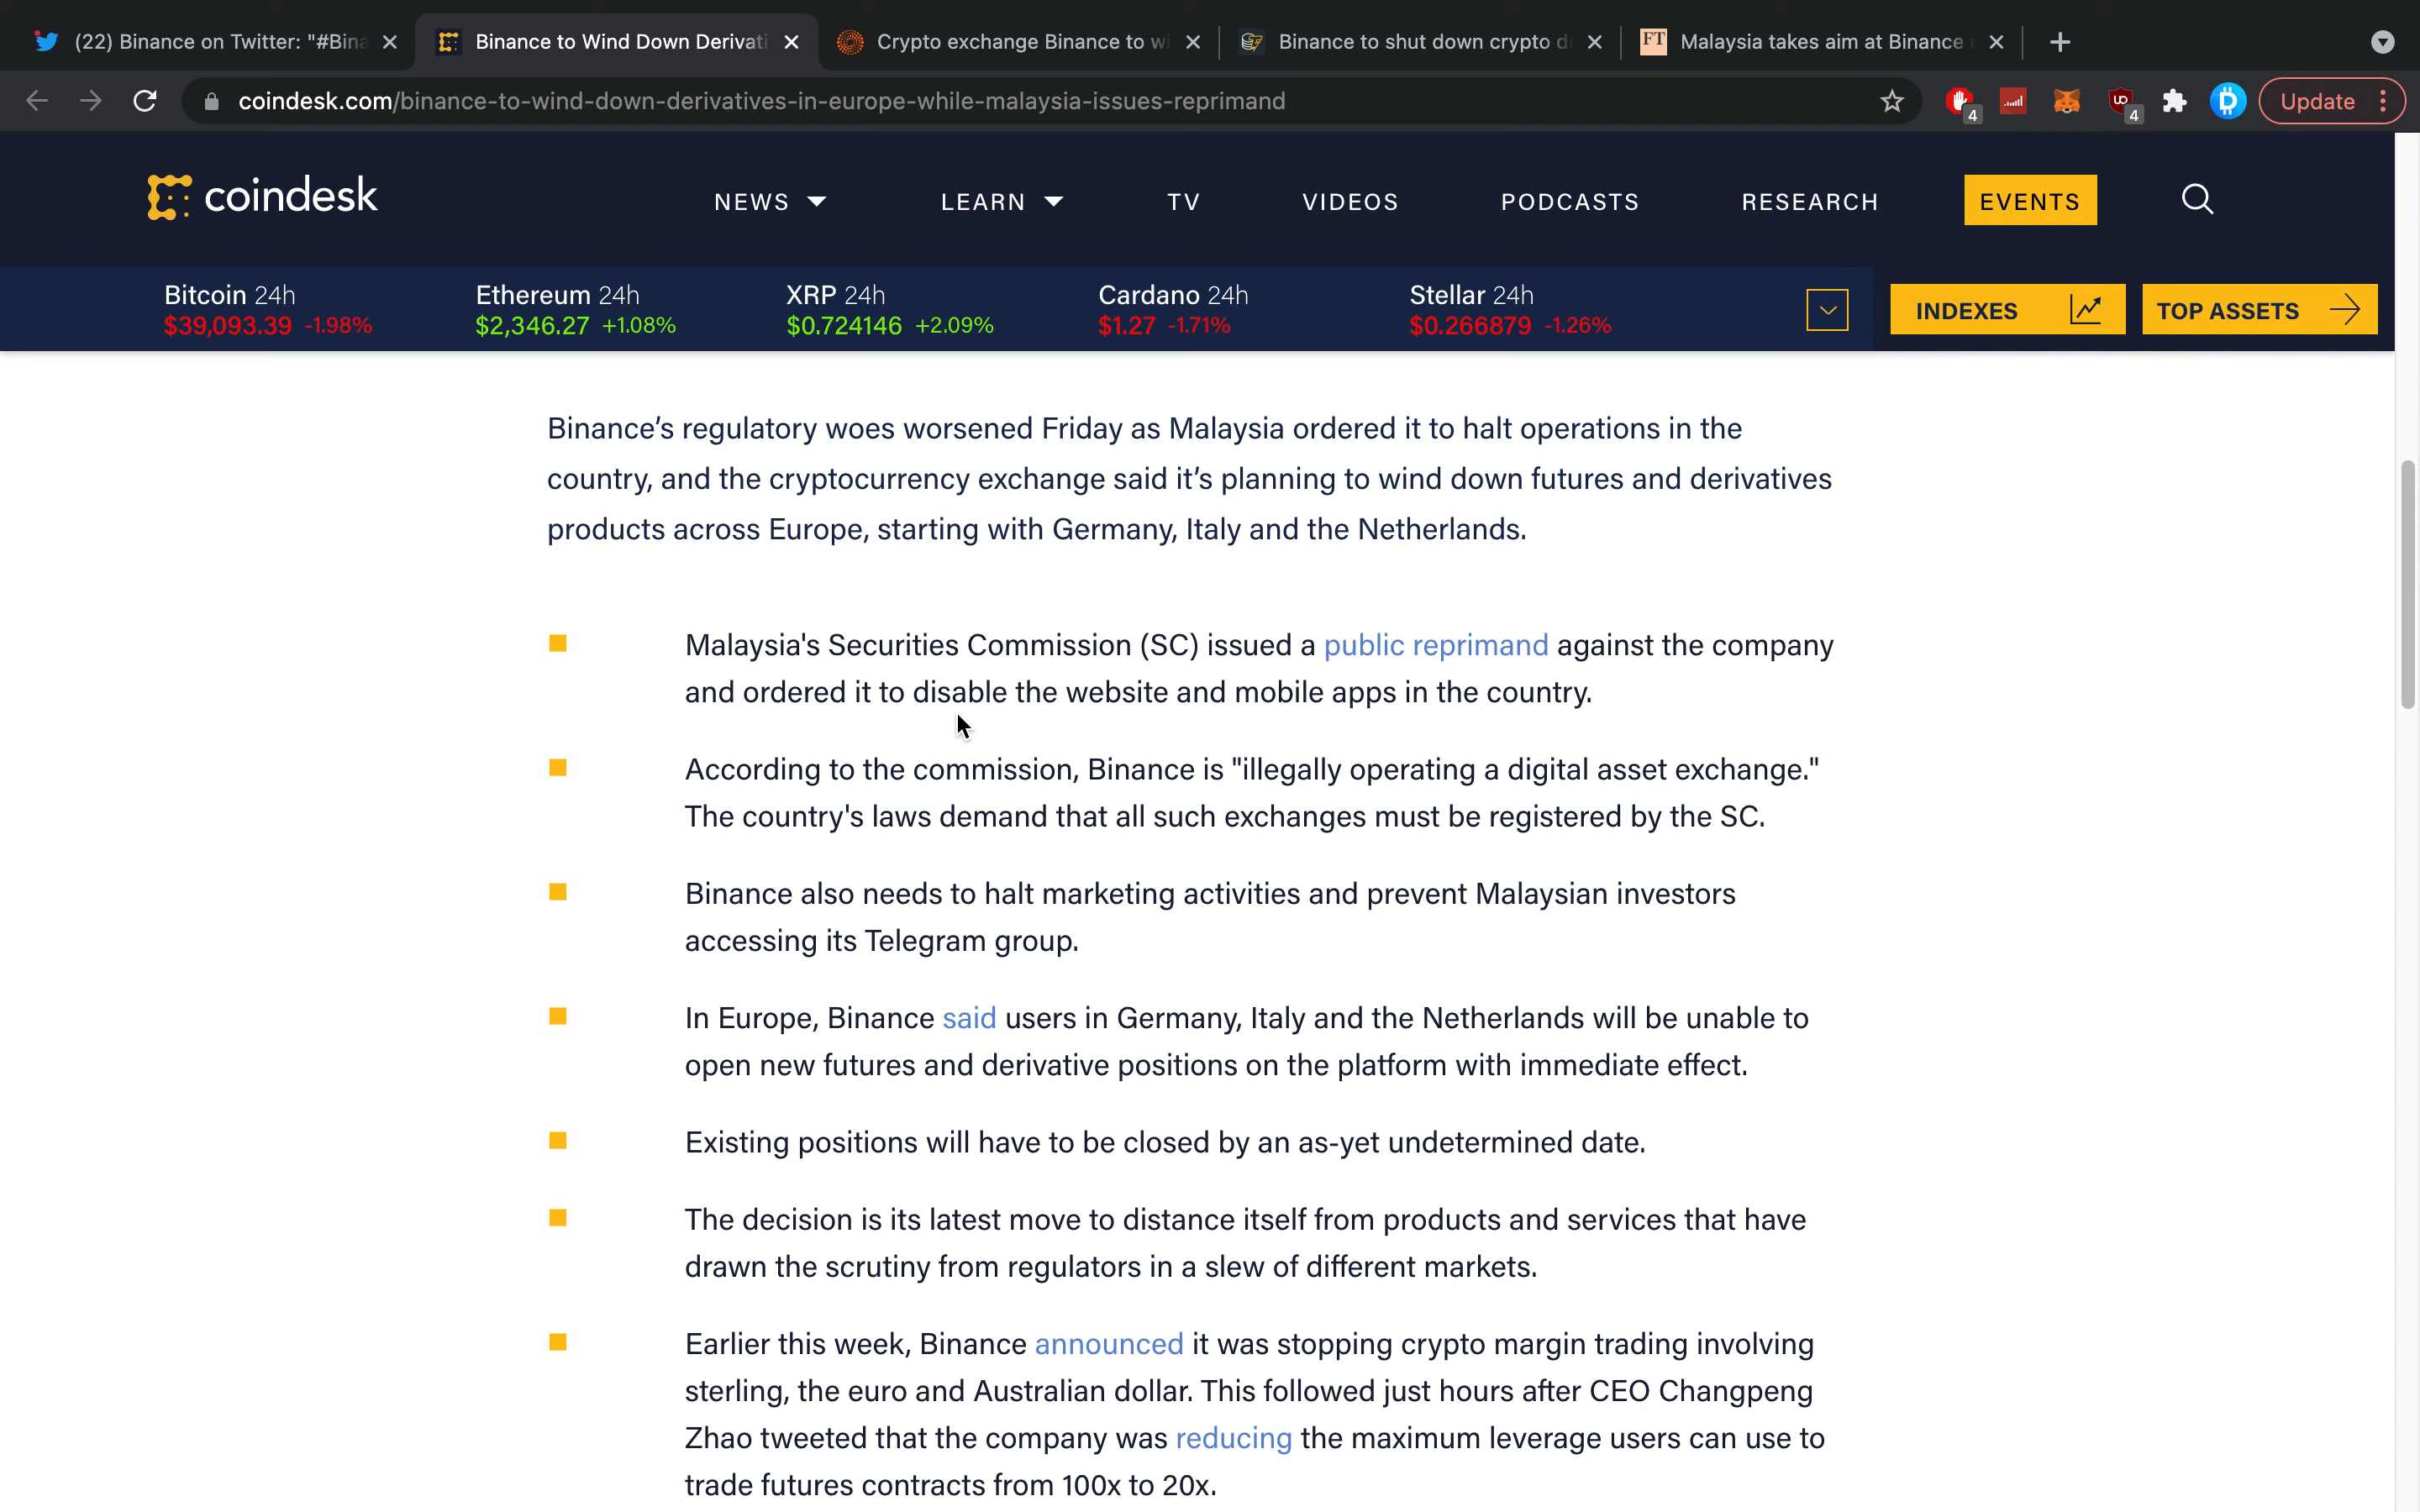 (22) Binance on Twitter: "#Bina
Binance to Wind Down Derivati
Crypto exchange Binance to wi
Binance to shut down crypto d
FT
Malaysia takes aim at Binance
coindesk.com/binance-to-wind-down-derivatives-in-europe-while-malaysia-issues-reprimand
4
UO
4
Update
coindesk
NEWS
LEARN
TV
VIDEOS
PODCASTS
RESEARCH
EVENTS
Bitcoin 24h
$39,093.39 -1.98%
Ethereum 24h
$2,346.27 +1.08%
XRP 24h
$0.724146 +2.09%
Cardano 24h
$1.27 -1.71%
Stellar 24h
$0.266879 -1.26%
INDEXES
TOP ASSETS
Binance’s regulatory woes worsened Friday as Malaysia ordered it to halt operations in the
country, and the cryptocurrency exchange said it’s planning to wind down futures and derivatives
products across Europe, starting with Germany, Italy and the Netherlands.
Malaysia's Securities Commission (SC) issued a public reprimand against the company
and ordered it to disable the website and mobile apps in the country.
According to the commission, Binance is "illegally operating a digital asset exchange."
The country's laws demand that all such exchanges must be registered by the SC.
Binance also needs to halt marketing activities and prevent Malaysian investors
accessing its Telegram group.
In Europe, Binance said users in Germany, Italy and the Netherlands will be unable to
open new futures and derivative positions on the platform with immediate effect.
Existing positions will have to be closed by an as-yet undetermined date.
The decision is its latest move to distance itself from products and services that have
drawn the scrutiny from regulators in a slew of different markets.
Earlier this week, Binance announced it was stopping crypto margin trading involving
sterling, the euro and Australian dollar. This followed just hours after CEO Changpeng
Zhao tweeted that the company was reducing the maximum leverage users can use to
trade futures contracts from 100x to 20x.